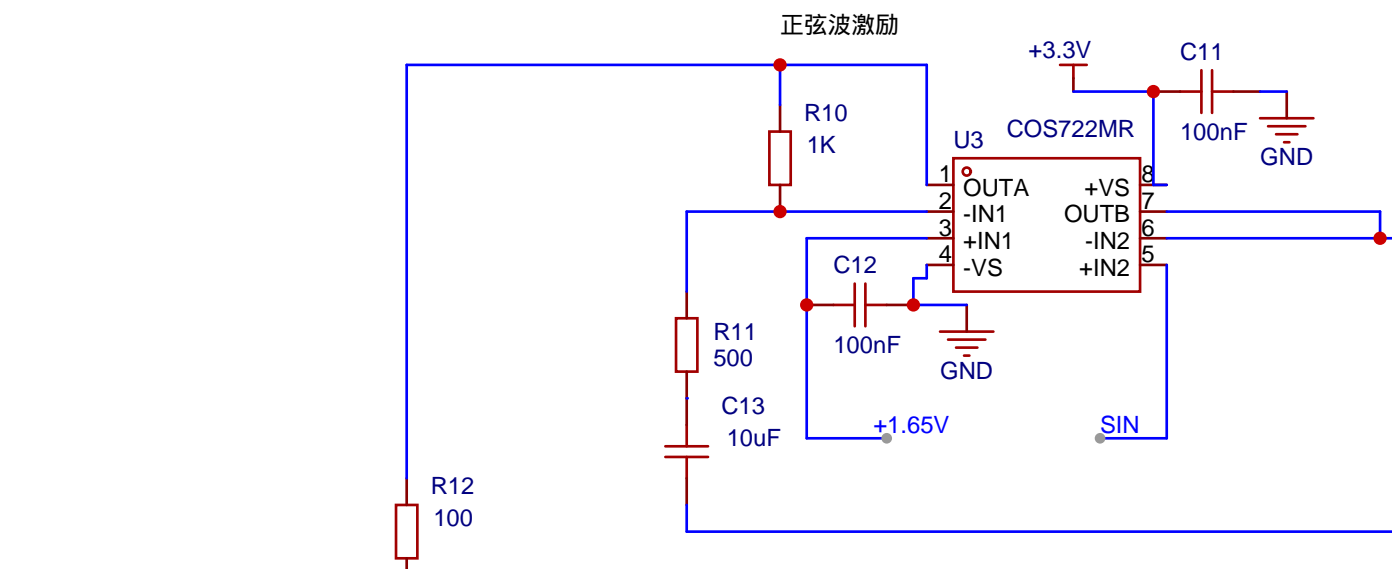 正弦波激励
+3.3V
C11
100nF
GND
R10
1K
U3
COS722MR
1
OUTA
2
-IN1
3
+IN1
4
-VS
8
+VS
7
OUTB
6
-IN2
5
+IN2
C12
100nF
GND
R11
500
C13
10uF
+1.65V
SIN
R12
100